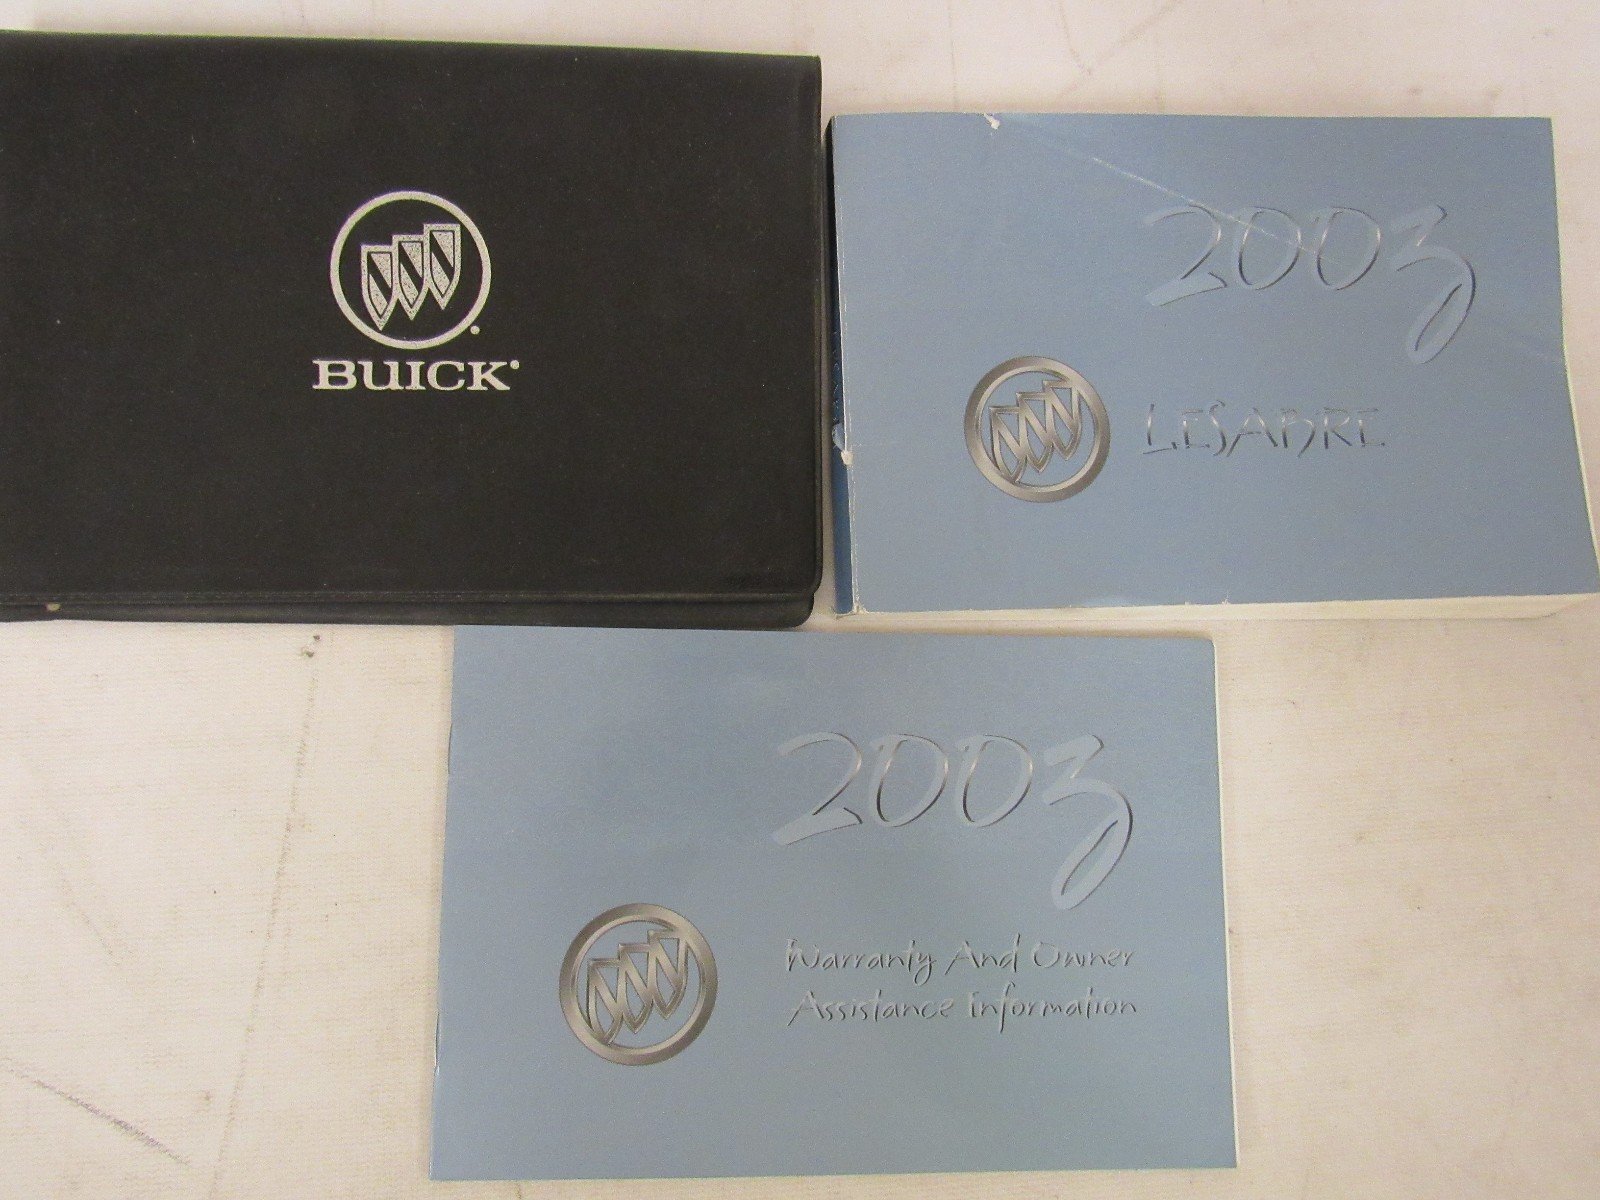 BUICK
2003
LESABRE
2003
Warranty And Owner
Assistance Information